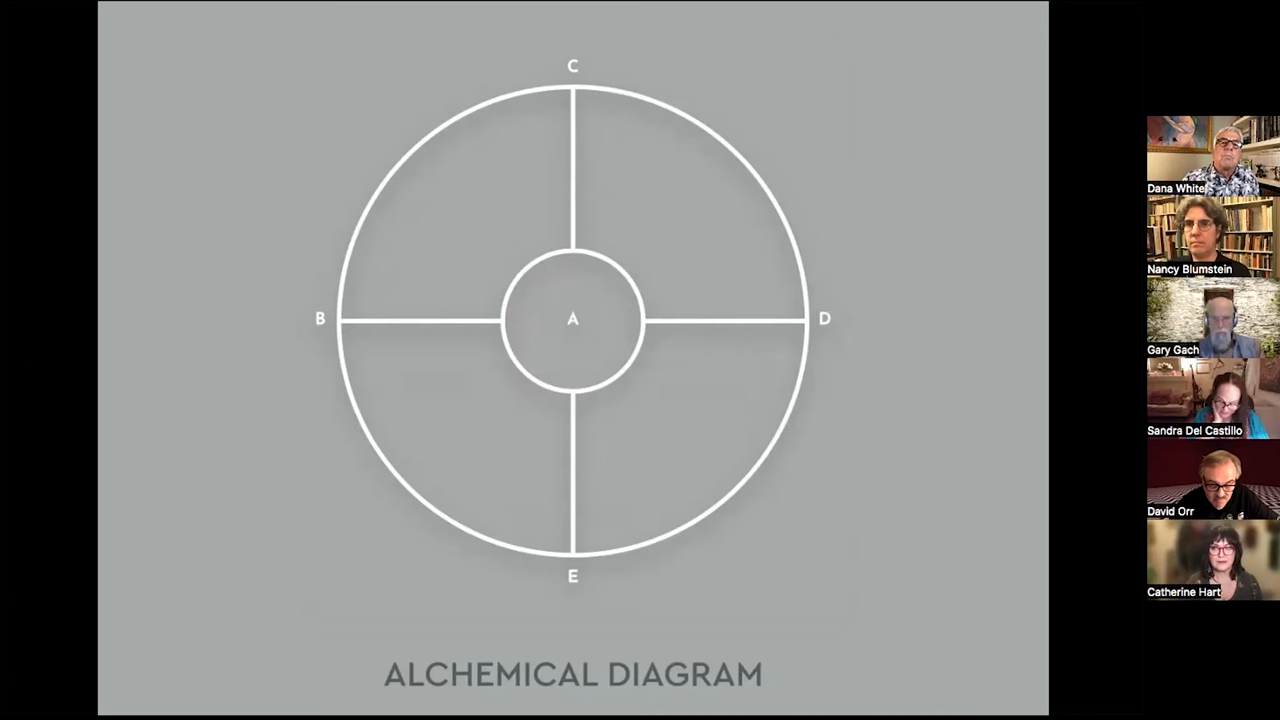 C
B
A
D
E
ALCHEMICAL DIAGRAM
Dana White
Nancy Blumstein
Gary Gach
Sandra Del Castillo
David Orr
Catherine Hart